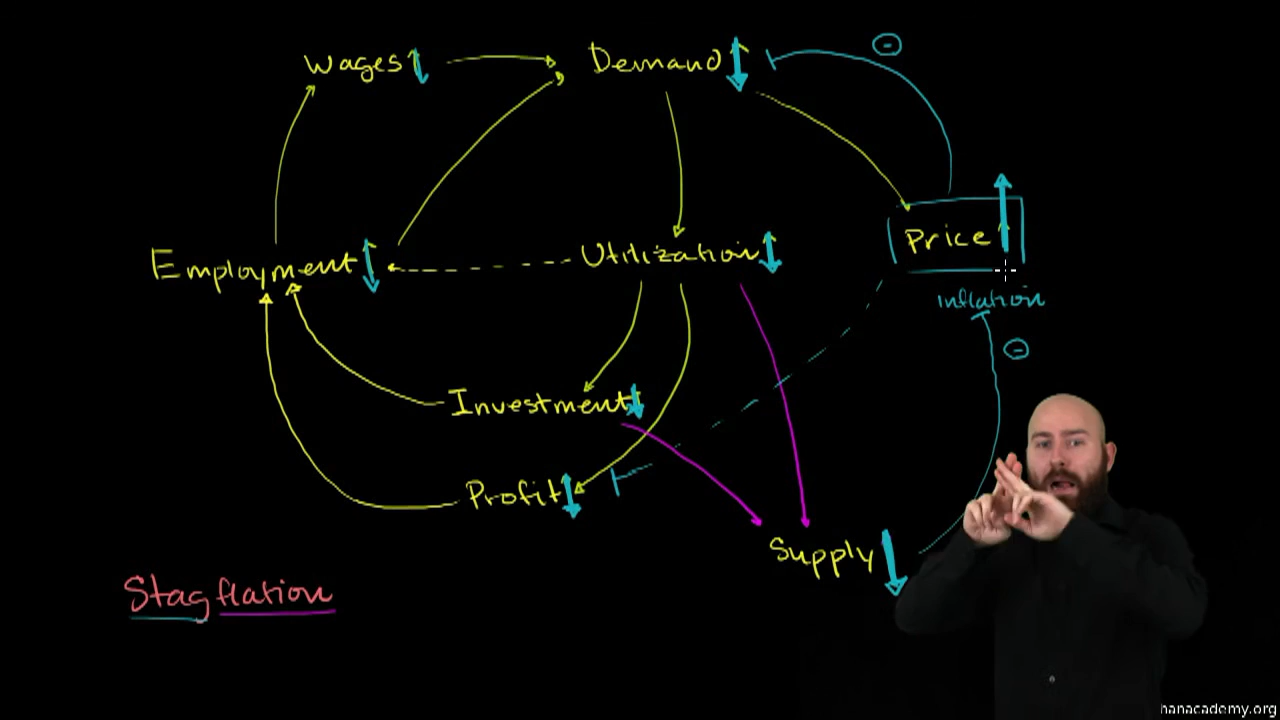 Wages
Demand
Price
Employment
Utilization
inflation
Investment
Profit
Supply
Stagflation
hanacademy.org